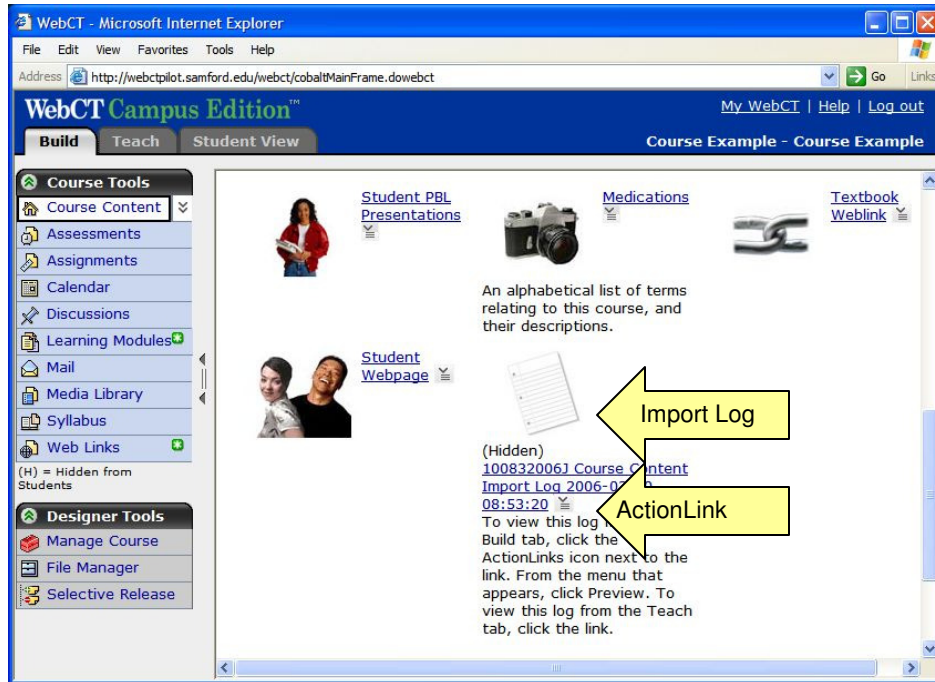 WebCT - Microsoft Internet Explorer
File Edit View Favorites Tools Help
Address http://webctpilot.samford.edu/webct/cobaltMainFrame.dowebct Go Links
WebCT Campus Edition™
My WebCT | Help | Log out
Build Teach Student View
Course Example - Course Example
Course Tools
Course Content
Assessments
Assignments
Calendar
Discussions
Learning Modules
Mail
Media Library
Syllabus
Web Links
(H) = Hidden from
Students
Designer Tools
Manage Course
File Manager
Selective Release
Student PBL
Presentations
Medications
An alphabetical list of terms
relating to this course, and
their descriptions.
Textbook
Weblink
Student
Webpage
(Hidden)
100832006J Course Content
Import Log 2006-
08:53:20
To view this log
Build tab, click the
ActionLinks icon next to the
link. From the menu that
appears, click Preview. To
view this log from the Teach
tab, click the link.
Import Log
ActionLink